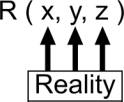 R ( x, y, z )
Reality